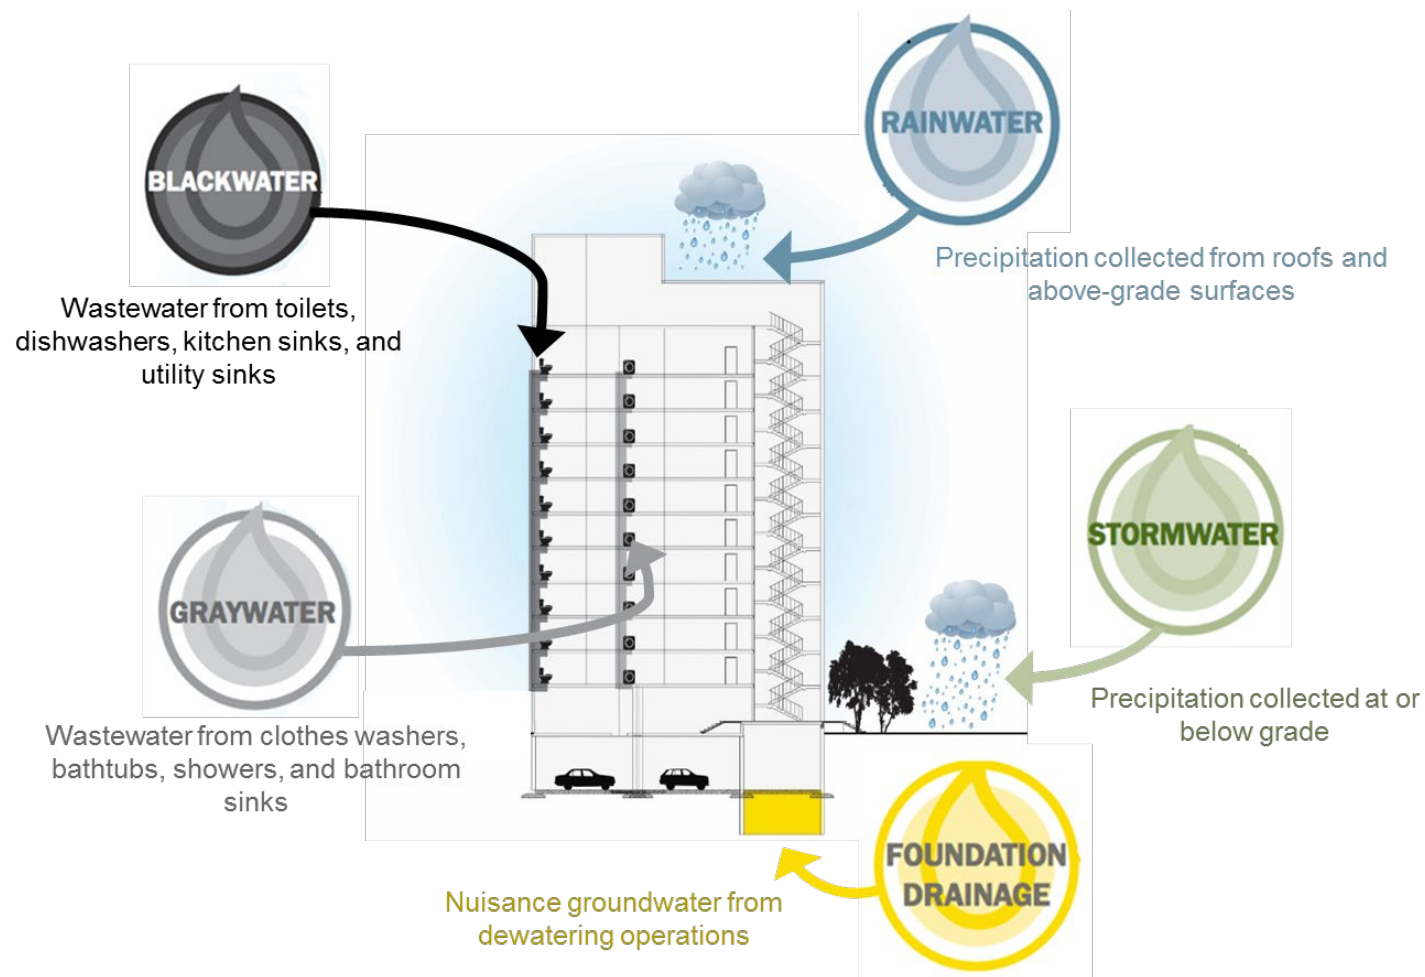 BLACKWATER
Wastewater from toilets,
dishwashers, kitchen sinks, and
utility sinks
RAINWATER
Precipitation collected from roofs and
above-grade surfaces
GRAYWATER
Wastewater from clothes washers,
bathtubs, showers, and bathroom
sinks
STORMWATER
Precipitation collected at or
below grade
FOUNDATION
DRAINAGE
Nuisance groundwater from
dewatering operations